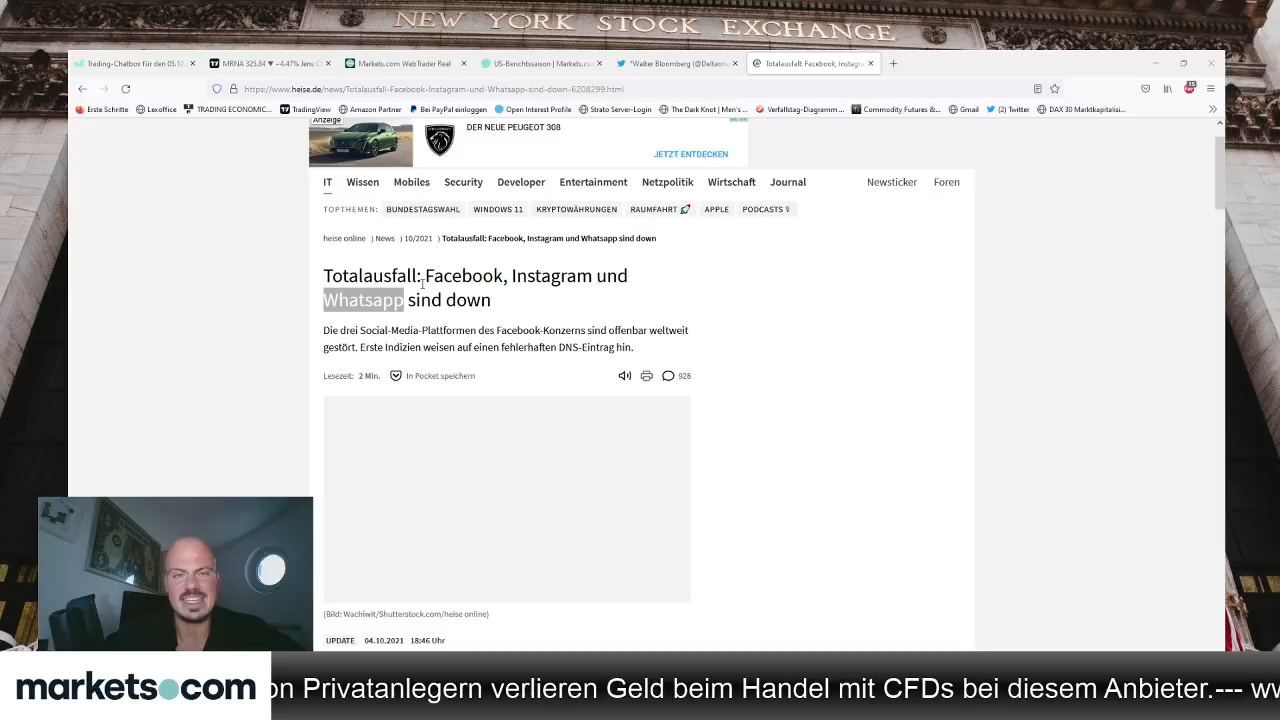 NEW YORK STOCK EXCHANGE
Trading-Chatbox für den 05.10
MRNA 325.84 ▼ −4.47% Jens C
Markets.com WebTrader Real
US-Berichtssaison | Markets.co
"Walter Bloomberg (@Deltaon
Totalausfall: Facebook, Instagr
https://www.heise.de/news/Totalausfall-Facebook-Instagram-und-Whatsapp-sind-down-6208299.html
Erste Schritte
Lexoffice
TRADING ECONOMIC...
TradingView
Amazon Partner
Bei PayPal einloggen
Open Interest Profile
Strato Server-Login
The Dark Knot | Men's ...
Verfallstag-Diagramm ...
Commodity Futures &...
Gmail
(2) Twitter
DAX 30 Marktkapitalisi...
Anzeige
DER NEUE PEUGEOT 308
JETZT ENTDECKEN
IT Wissen Mobiles Security Developer Entertainment Netzpolitik Wirtschaft Journal Newsticker Foren
TOPTHEMEN: BUNDESTAGSWAHL WINDOWS 11 KRYPTOWÄHRUNGEN RAUMFAHRT 🚀 APPLE PODCASTS
heise online ⟩ News ⟩ 10/2021 ⟩ Totalausfall: Facebook, Instagram und Whatsapp sind down
Totalausfall: Facebook, Instagram und
Whatsapp sind down
Die drei Social-Media-Plattformen des Facebook-Konzerns sind offenbar weltweit
gestört. Erste Indizien weisen auf einen fehlerhaften DNS-Eintrag hin.
Lesezeit: 2 Min. In Pocket speichern 928
(Bild: Wachiwit/Shutterstock.com/heise online)
UPDATE 04.10.2021 18:46 Uhr
markets.com
on Privatanlegern verlieren Geld beim Handel mit CFDs bei diesem Anbieter.--- ww